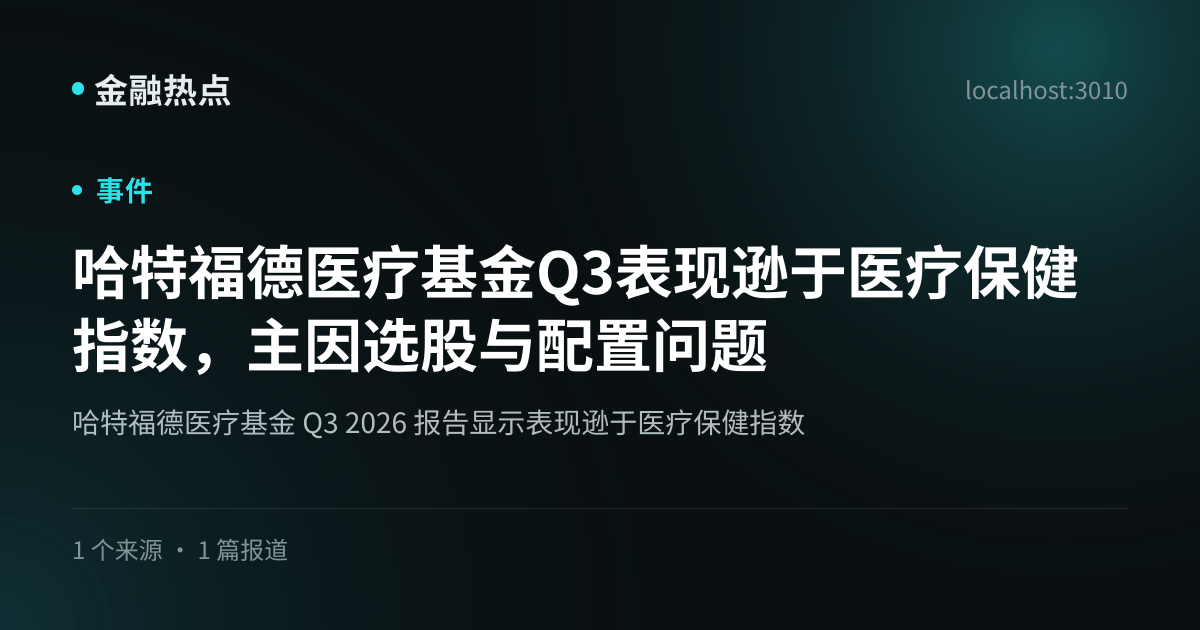 金融热点
localhost:3010
事件
哈特福德医疗基金Q3表现逊于医疗保健
指数，主因选股与配置问题
哈特福德医疗基金 Q3 2026 报告显示表现逊于医疗保健指数
1 个来源 · 1 篇报道